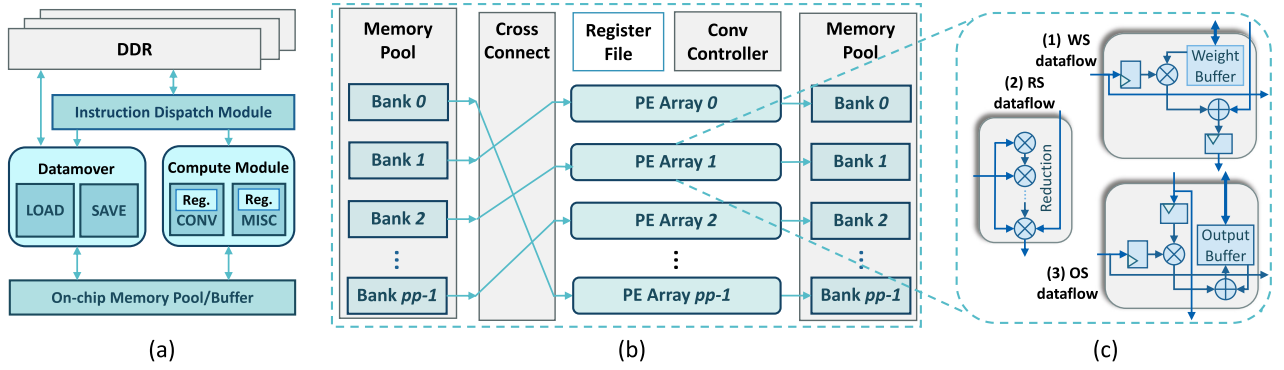 DDR
Instruction Dispatch Module
Datamover
LOAD
SAVE
Compute Module
Reg.
CONV
Reg.
MISC
On-chip Memory Pool/Buffer
(a)
Memory
Pool
Cross
Connect
Register
File
Conv
Controller
Memory
Pool
Bank 0
PE Array 0
Bank 0
Bank 1
PE Array 1
Bank 1
Bank 2
PE Array 2
Bank 2
Bank pp-1
PE Array pp-1
Bank pp-1
(b)
(1) WS
dataflow
Weight
Buffer
(2) RS
dataflow
Reduction
Output
Buffer
(3) OS
dataflow
(c)